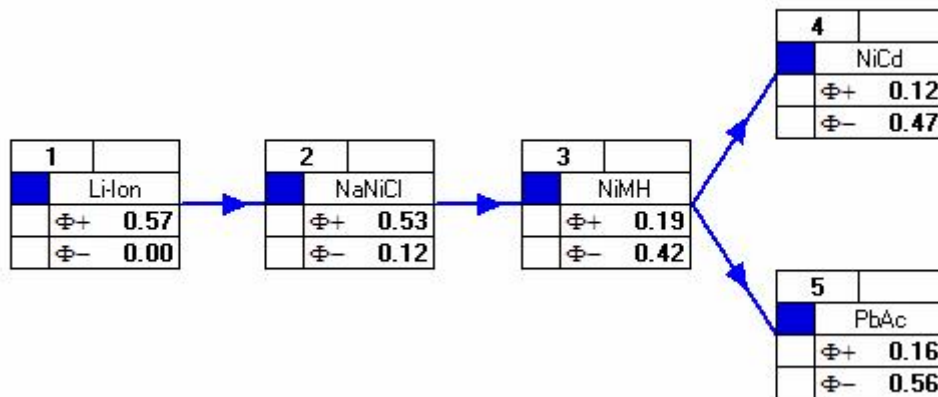 1
Li-Ion
Φ+ 0.57
Φ− 0.00
2
NaNiCl
Φ+ 0.53
Φ− 0.12
3
NiMH
Φ+ 0.19
Φ− 0.42
4
NiCd
Φ+ 0.12
Φ− 0.47
5
PbAc
Φ+ 0.16
Φ− 0.56